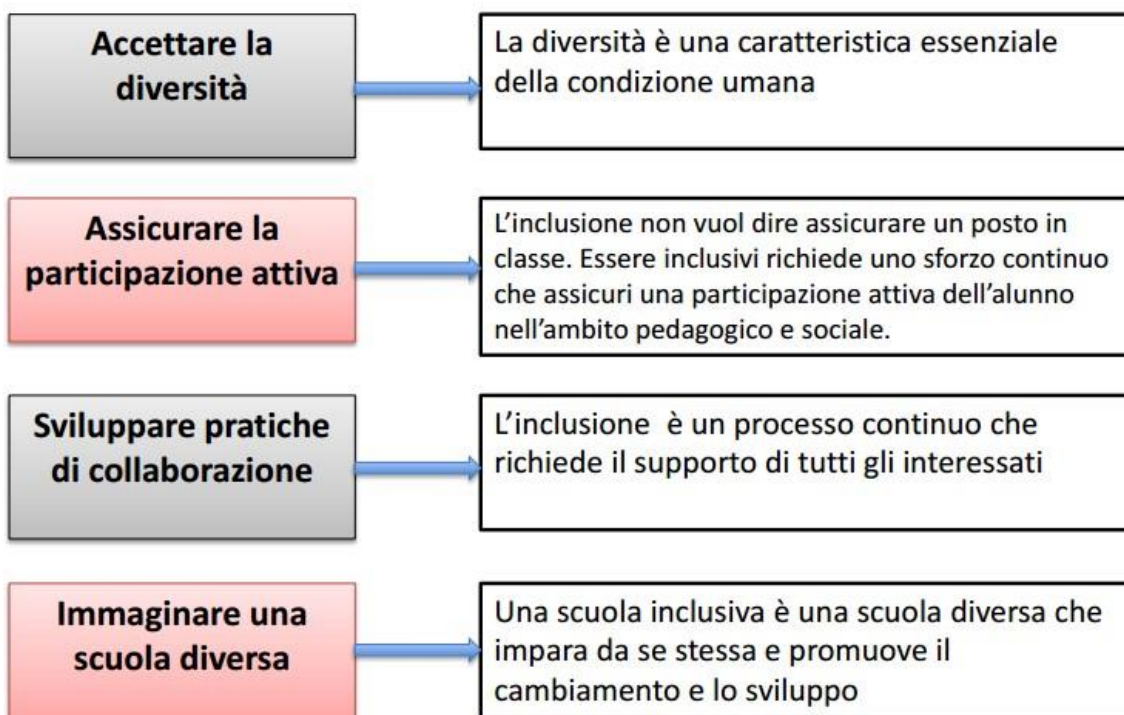 Accettare la
diversità
La diversità è una caratteristica essenziale
della condizione umana
Assicurare la
participazione attiva
L'inclusione non vuol dire assicurare un posto in
classe. Essere inclusivi richiede uno sforzo continuo
che assicuri una participazione attiva dell'alunno
nell'ambito pedagogico e sociale.
Sviluppare pratiche
di collaborazione
L'inclusione è un processo continuo che
richiede il supporto di tutti gli interessati
Immaginare una
scuola diversa
Una scuola inclusiva è una scuola diversa che
impara da se stessa e promuove il
cambiamento e lo sviluppo